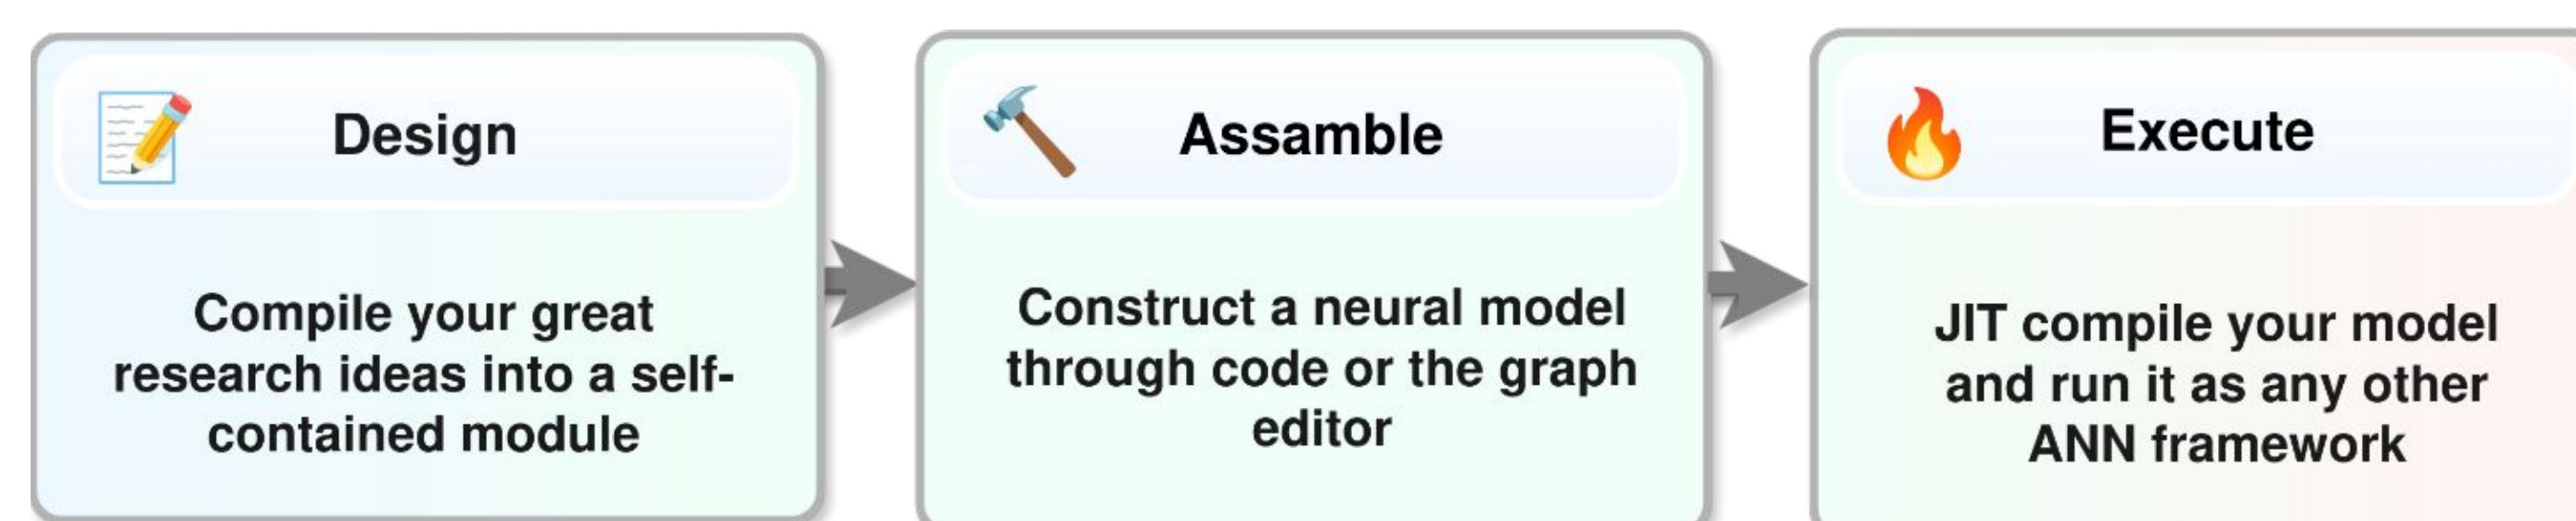 Design
Compile your great
research ideas into a self-
contained module
Assamble
Construct a neural model
through code or the graph
editor
Execute
JIT compile your model
and run it as any other
ANN framework